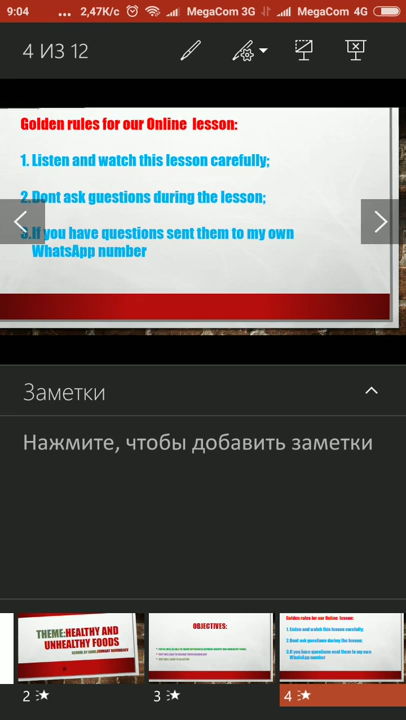 9:04 ... 2,47К/с MegaCom 3G MegaCom 4G
4 ИЗ 12
Golden rules for our Online lesson:
1. Listen and watch this lesson carefully;
2.Dont ask guestions during the lesson;
3.If you have questions sent them to my own
WhatsApp number
Заметки
Нажмите, чтобы добавить заметки
THEME:HEALTHY AND
UNHEALTHY FOODS
OBJECTIVES:
Golden rules for our Online lesson:
1. Listen and watch this lesson carefully;
2.Dont ask guestions during the lesson;
3.If you have questions sent them to my own
WhatsApp number
2
3
4